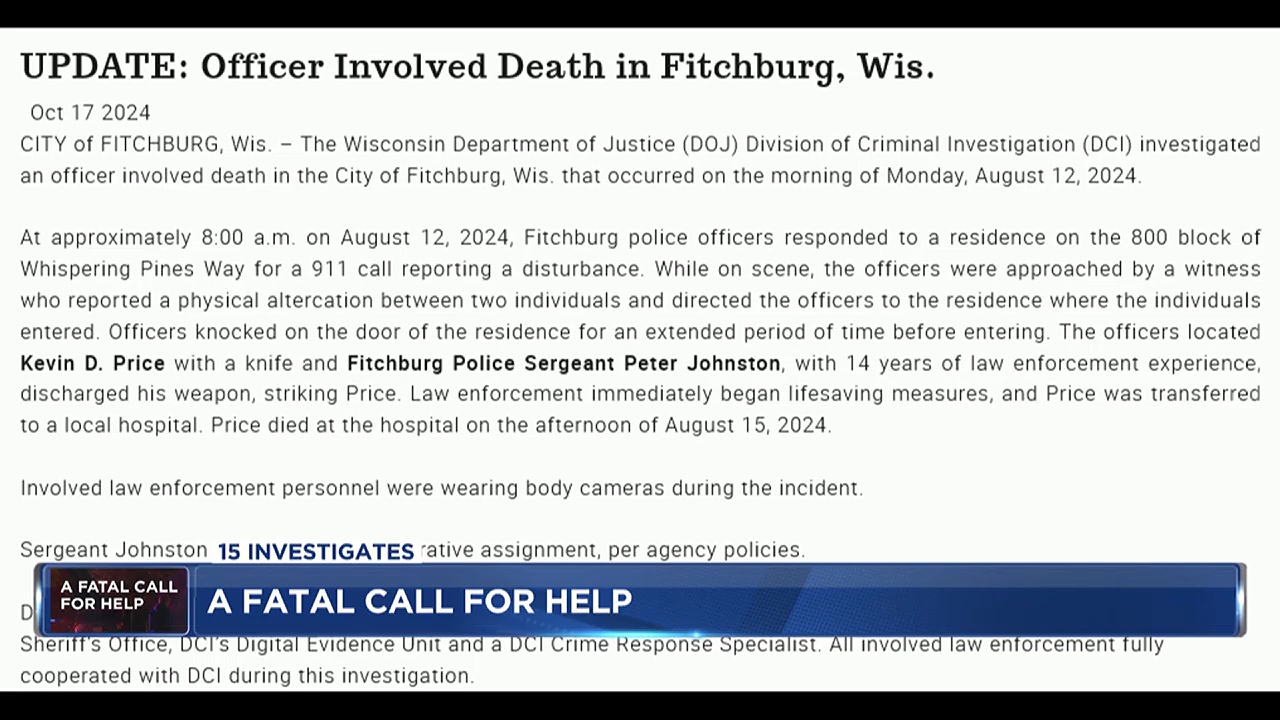 UPDATE: Officer Involved Death in Fitchburg, Wis.
Oct 17 2024
CITY of FITCHBURG, Wis. – The Wisconsin Department of Justice (DOJ) Division of Criminal Investigation (DCI) investigated
an officer involved death in the City of Fitchburg, Wis. that occurred on the morning of Monday, August 12, 2024.
At approximately 8:00 a.m. on August 12, 2024, Fitchburg police officers responded to a residence on the 800 block of
Whispering Pines Way for a 911 call reporting a disturbance. While on scene, the officers were approached by a witness
who reported a physical altercation between two individuals and directed the officers to the residence where the individuals
entered. Officers knocked on the door of the residence for an extended period of time before entering. The officers located
Kevin D. Price with a knife and Fitchburg Police Sergeant Peter Johnston, with 14 years of law enforcement experience,
discharged his weapon, striking Price. Law enforcement immediately began lifesaving measures, and Price was transferred
to a local hospital. Price died at the hospital on the afternoon of August 15, 2024.
Involved law enforcement personnel were wearing body cameras during the incident.
Sergeant Johnston
15 INVESTIGATES
rative assignment, per agency policies.
A FATAL CALL
FOR HELP
A FATAL CALL FOR HELP
D
Sheriff's Office, DCI's Digital Evidence Unit and a DCI Crime Response Specialist. All involved law enforcement fully
cooperated with DCI during this investigation.